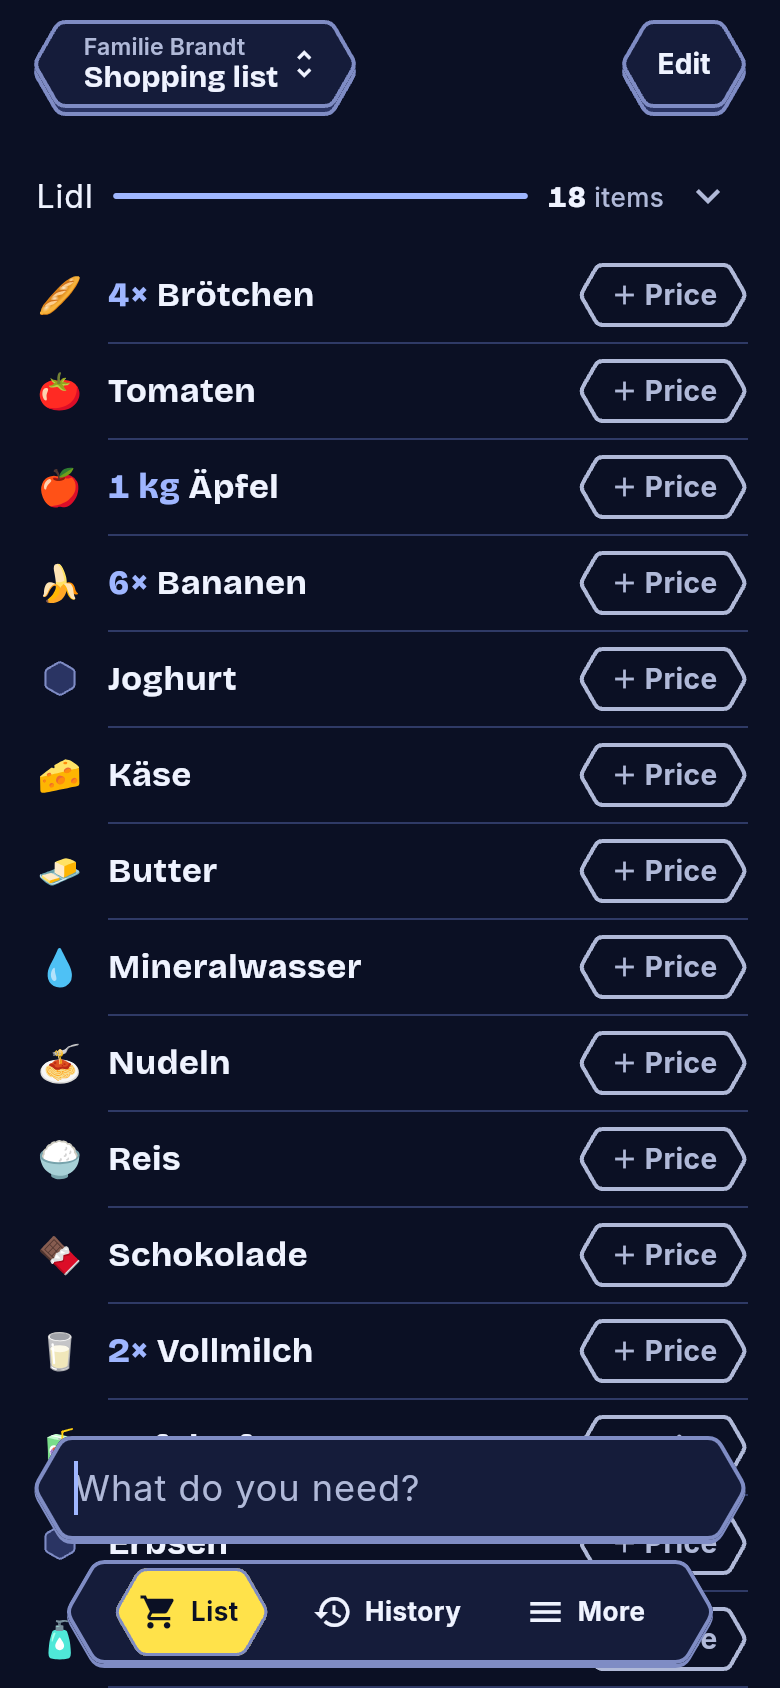 Familie Brandt
Shopping list
Edit
Lidl 18 items
4× Brötchen + Price
Tomaten + Price
1 kg Äpfel + Price
6× Bananen + Price
Joghurt + Price
Käse + Price
Butter + Price
Mineralwasser + Price
Nudeln + Price
Reis + Price
Schokolade + Price
2× Vollmilch + Price
What do you need?
Erbsen + Price
List History More